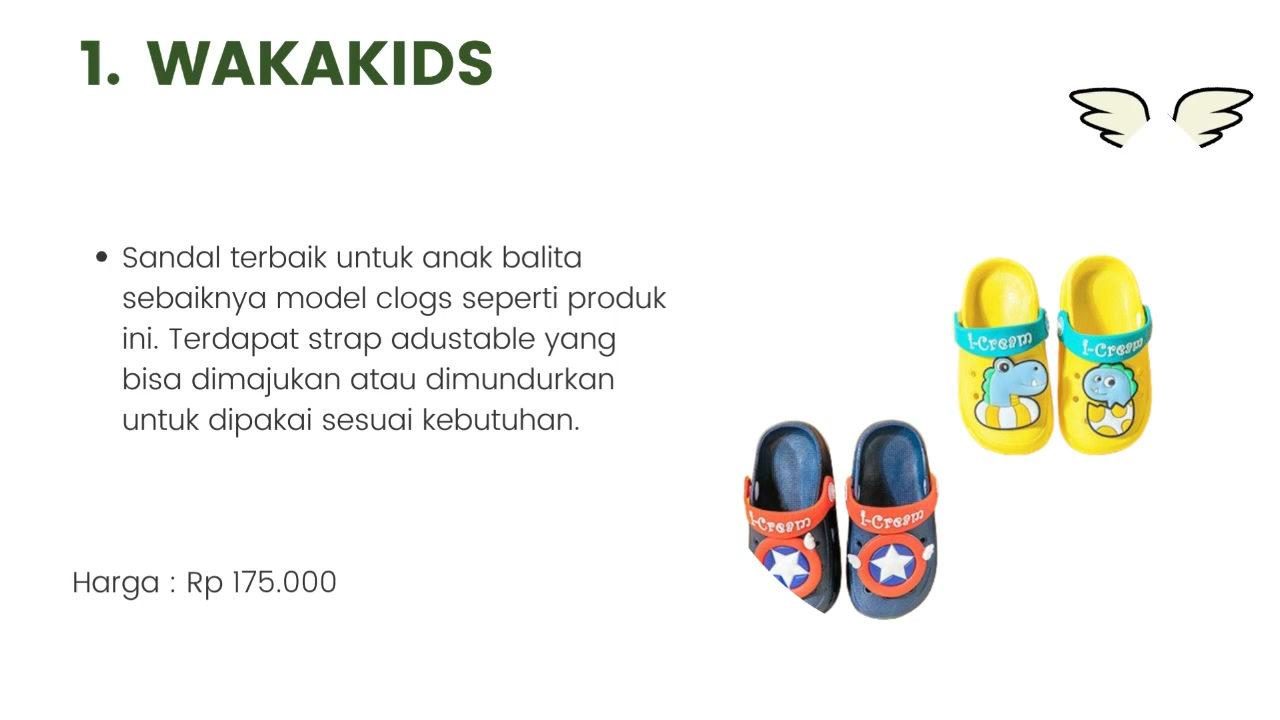 1. WAKAKIDS
• Sandal terbaik untuk anak balita
sebaiknya model clogs seperti produk
ini. Terdapat strap adustable yang
bisa dimajukan atau dimundurkan
untuk dipakai sesuai kebutuhan.
i-Cream
i-Cream
i-Cream
i-Cream
Harga : Rp 175.000